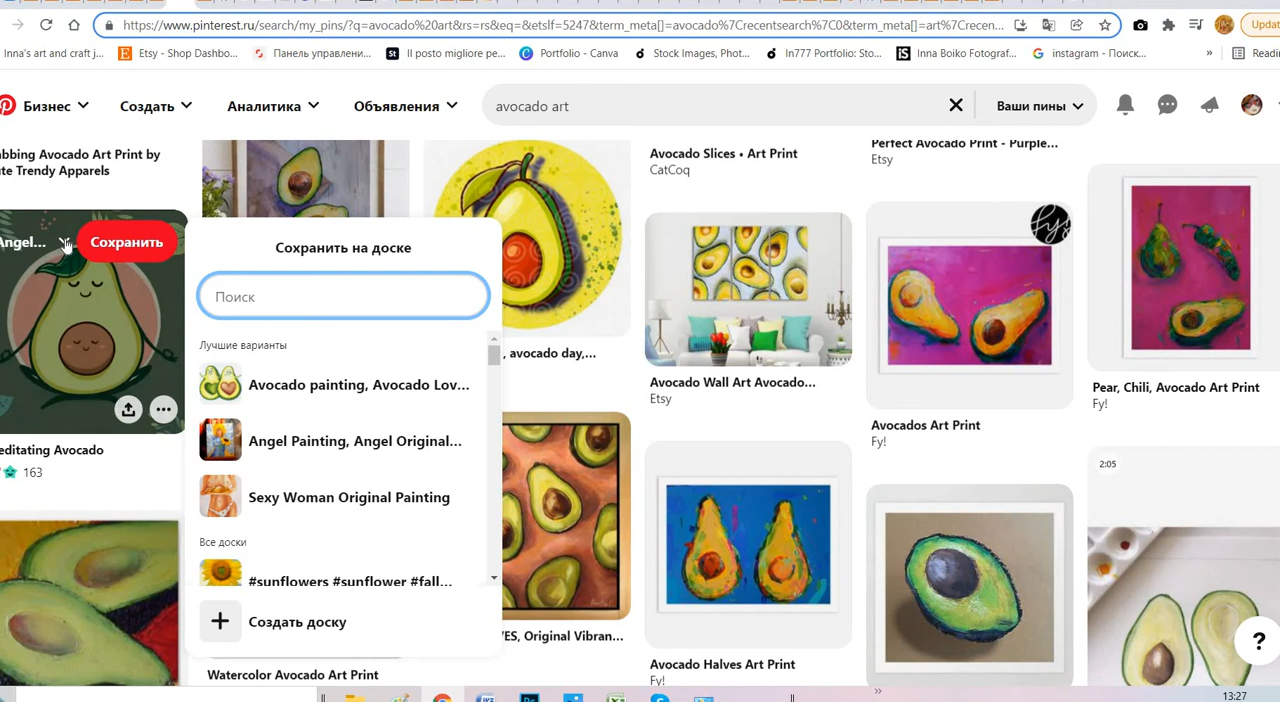 https://www.pinterest.ru/search/my_pins/?q=avocado%20art&rs=rs&eq=&etslf=5247&term_meta[]=avocado%7Crecentsearch%7C0&term_meta[]=art%7Crecen...
Inna's art and craft j...
Etsy - Shop Dashbo...
Панель управлени...
Il posto migliore pe...
Portfolio - Canva
Stock Images, Phot...
In777 Portfolio: Sto...
Inna Boiko Fotograf...
instagram - Поиск...
»
Бизнес
Создать
Аналитика
Объявления
avocado art
Ваши пины
Avocado Art Print by
Trendy Apparels
Avocado Slices • Art Print
CatCoq
Perfect Avocado Print - Purple...
Etsy
fys
Angel...
Сохранить
Сохранить на доске
Поиск
Лучшие варианты
Avocado painting, Avocado Lov...
Angel Painting, Angel Original...
Sexy Woman Original Painting
Все доски
#sunflowers #sunflower #fall...
Создать доску
Avocado
163
, avocado day,...
Avocado Wall Art Avocado...
Etsy
Avocados Art Print
Fy!
Pear, Chili, Avocado Art Print
Fy!
2:05
Original Vibran...
Avocado Halves Art Print
Fy!
Watercolor Avocado Art Print
?
»
13:27